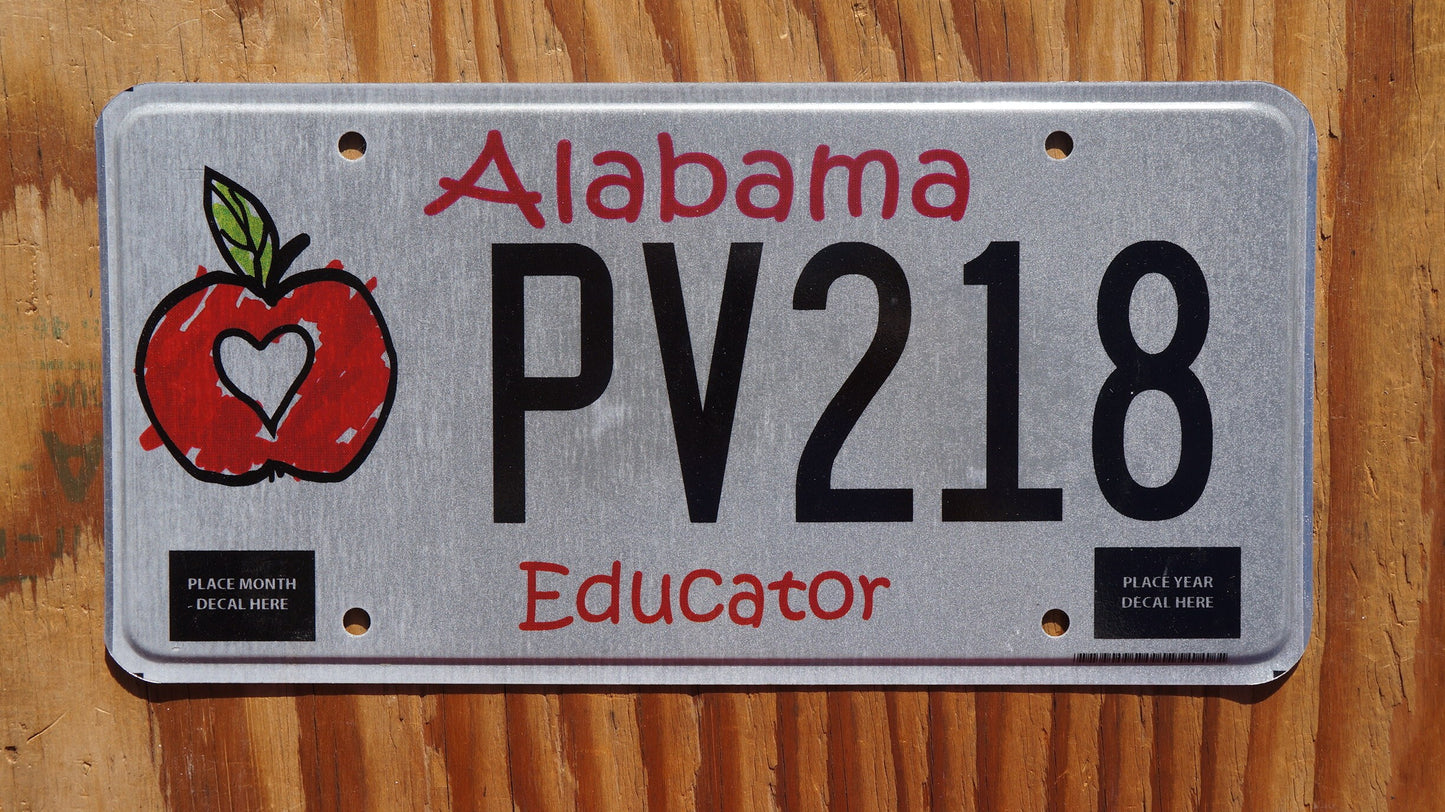 Alabama
PV218
Educator
PLACE MONTH
- DECAL HERE
PLACE YEAR
DECAL HERE